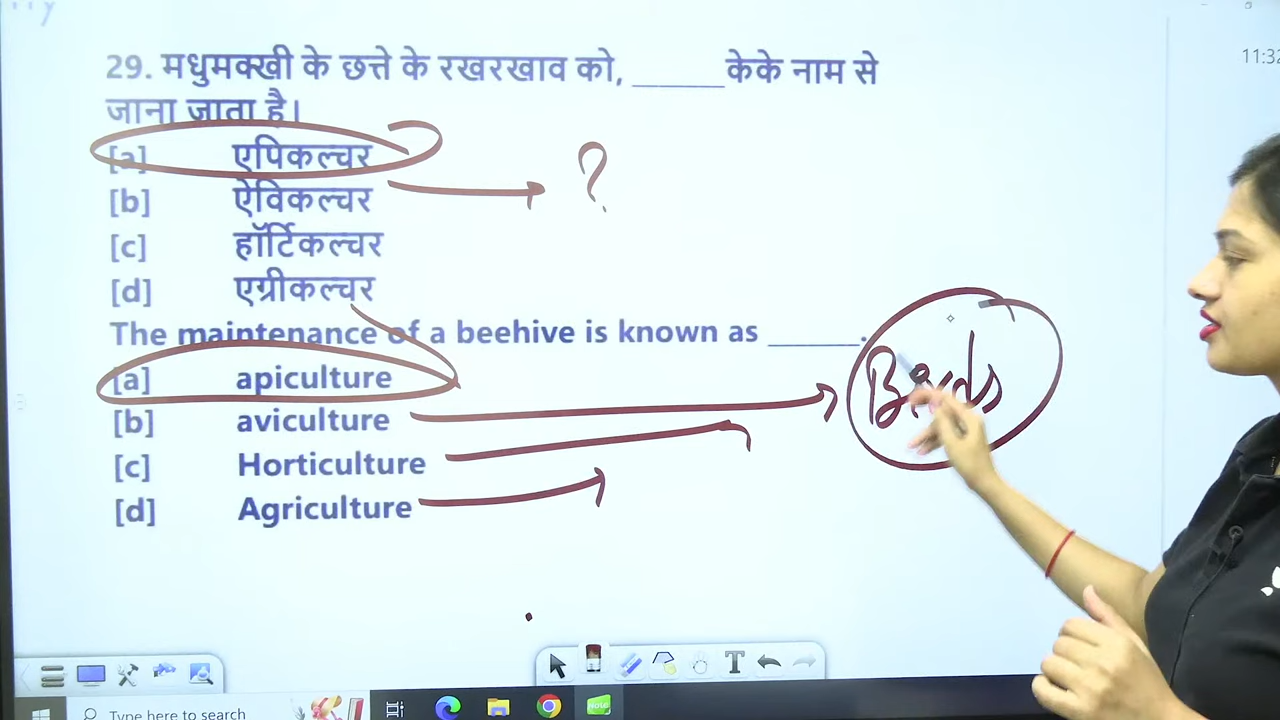 29. मधुमक्खी के छत्ते के रखरखाव को, ______ केके नाम से
जाना जाता है।
[a] एपिकल्चर
?
[b] ऐविकल्चर
[c] हॉर्टिकल्चर
[d] एग्रीकल्चर
The maintenance of a beehive is known as ______.
[a] apiculture
Birds
[b] aviculture
[c] Horticulture
[d] Agriculture
11:32
T
Type here to search